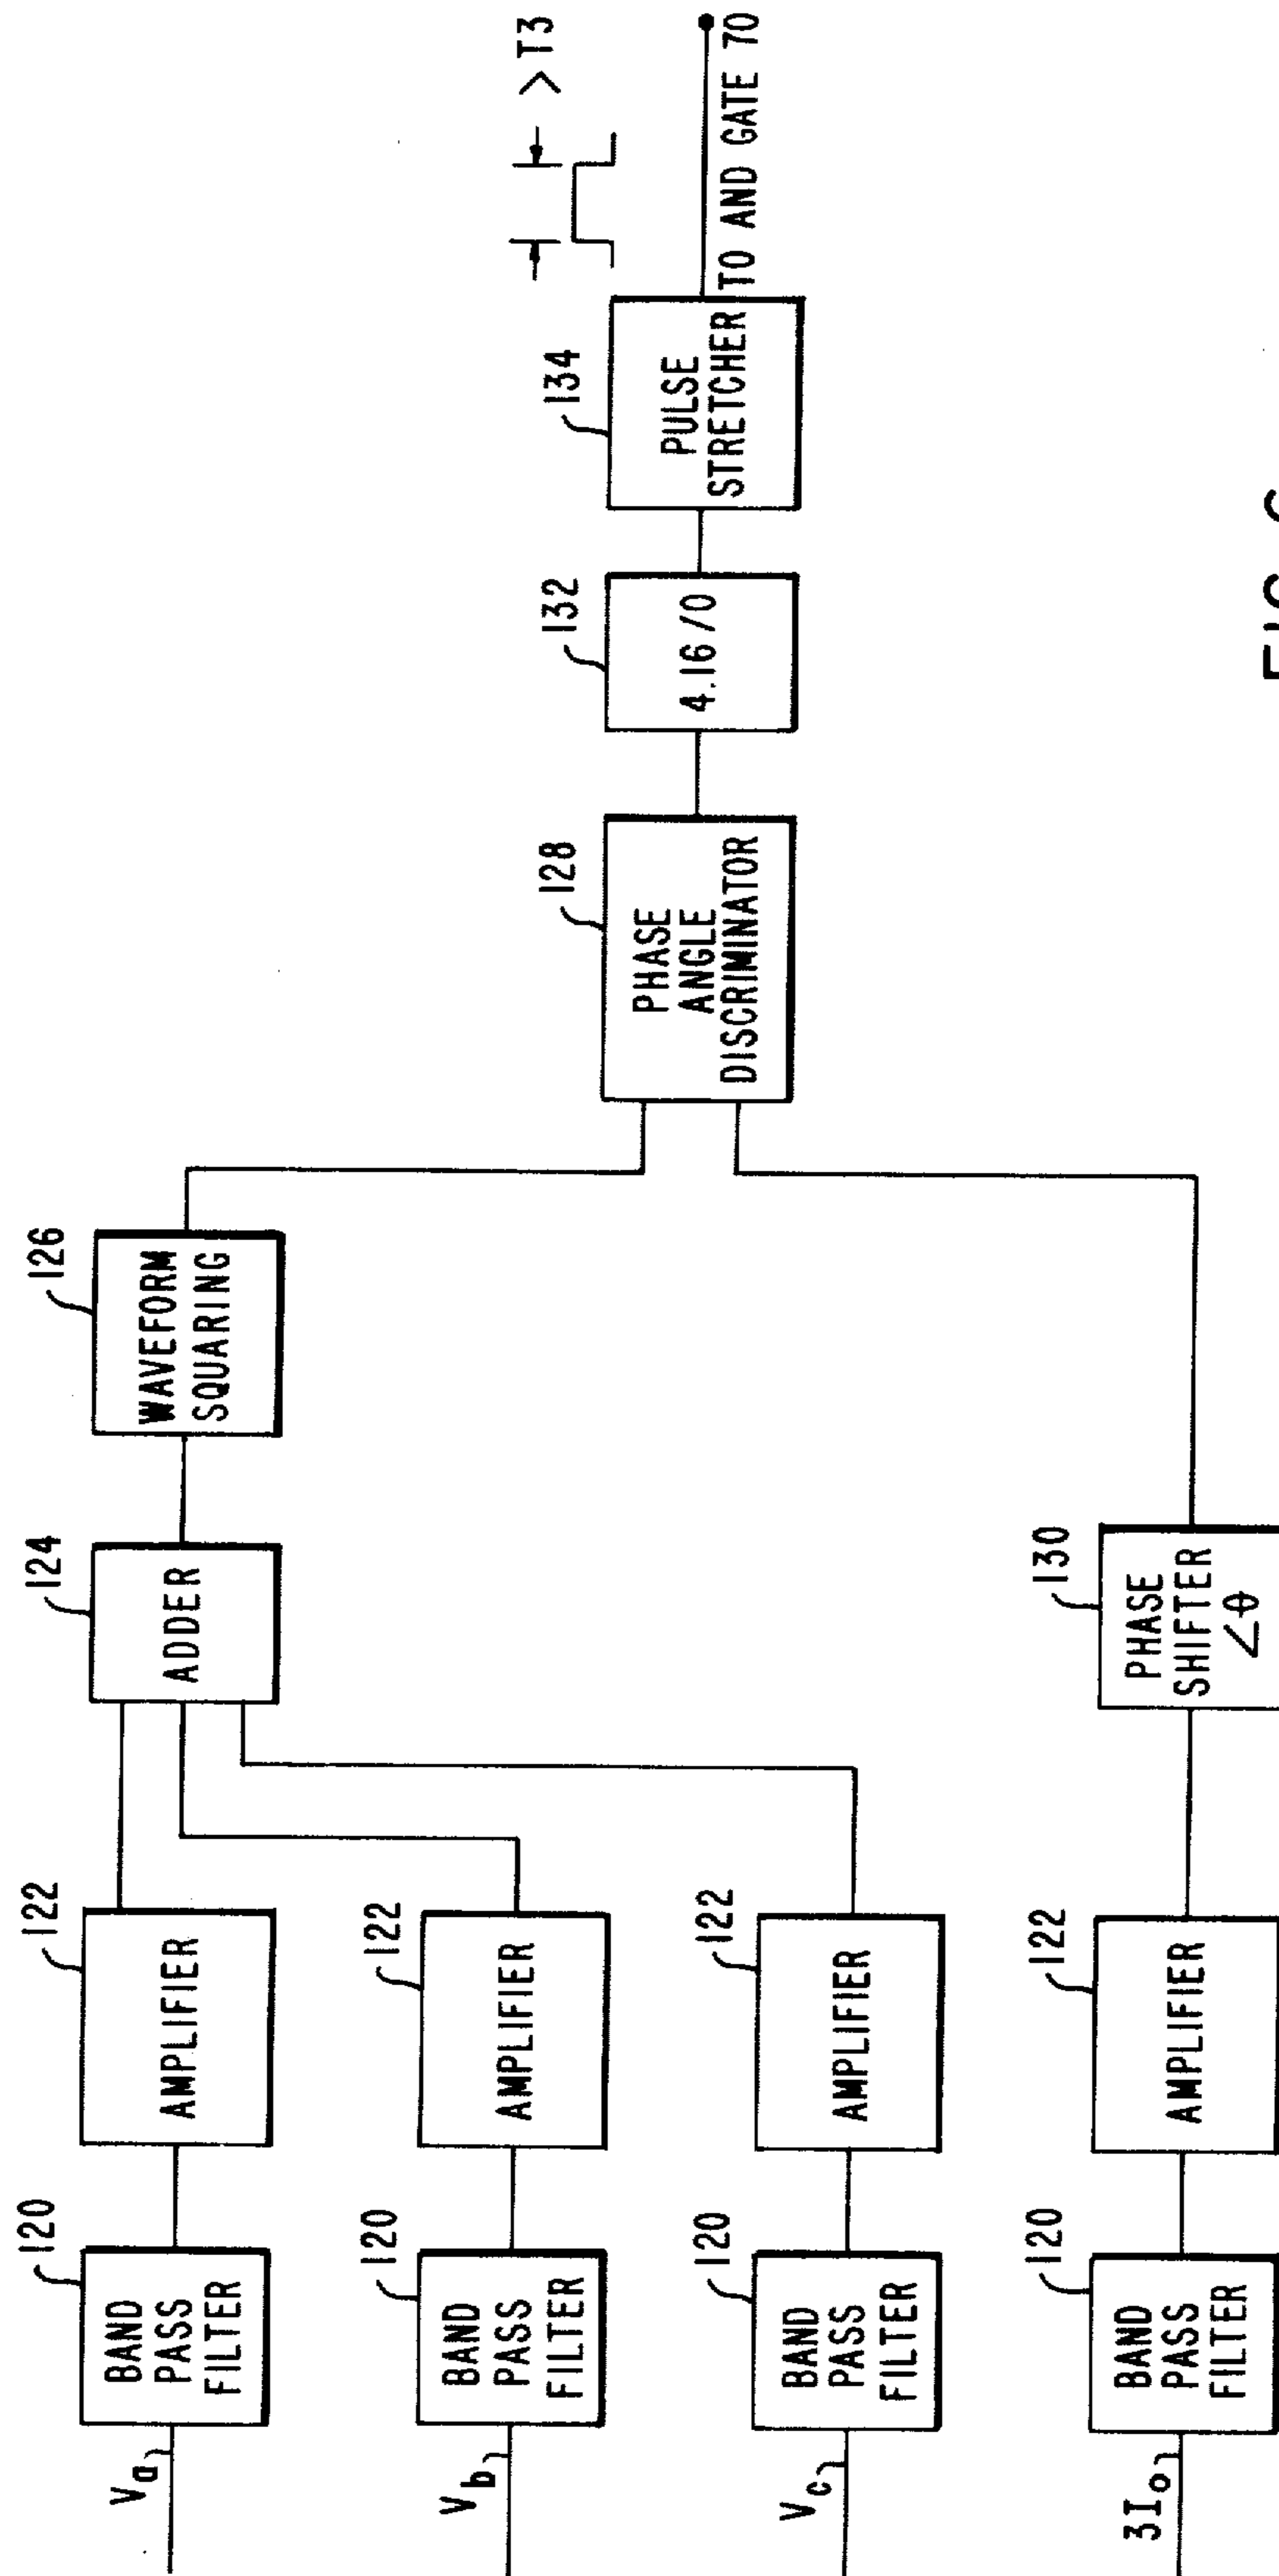 Va
BAND
PASS
FILTER
120
AMPLIFIER
122
Vb
BAND
PASS
FILTER
120
AMPLIFIER
122
Vc
BAND
PASS
FILTER
120
AMPLIFIER
122
3Io
BAND
PASS
FILTER
120
AMPLIFIER
122
ADDER
124
WAVEFORM
SQUARING
126
PHASE
SHIFTER
∠θ
130
PHASE
ANGLE
DISCRIMINATOR
128
4.16/0
132
PULSE
STRETCHER
134
>T3
TO AND GATE 70